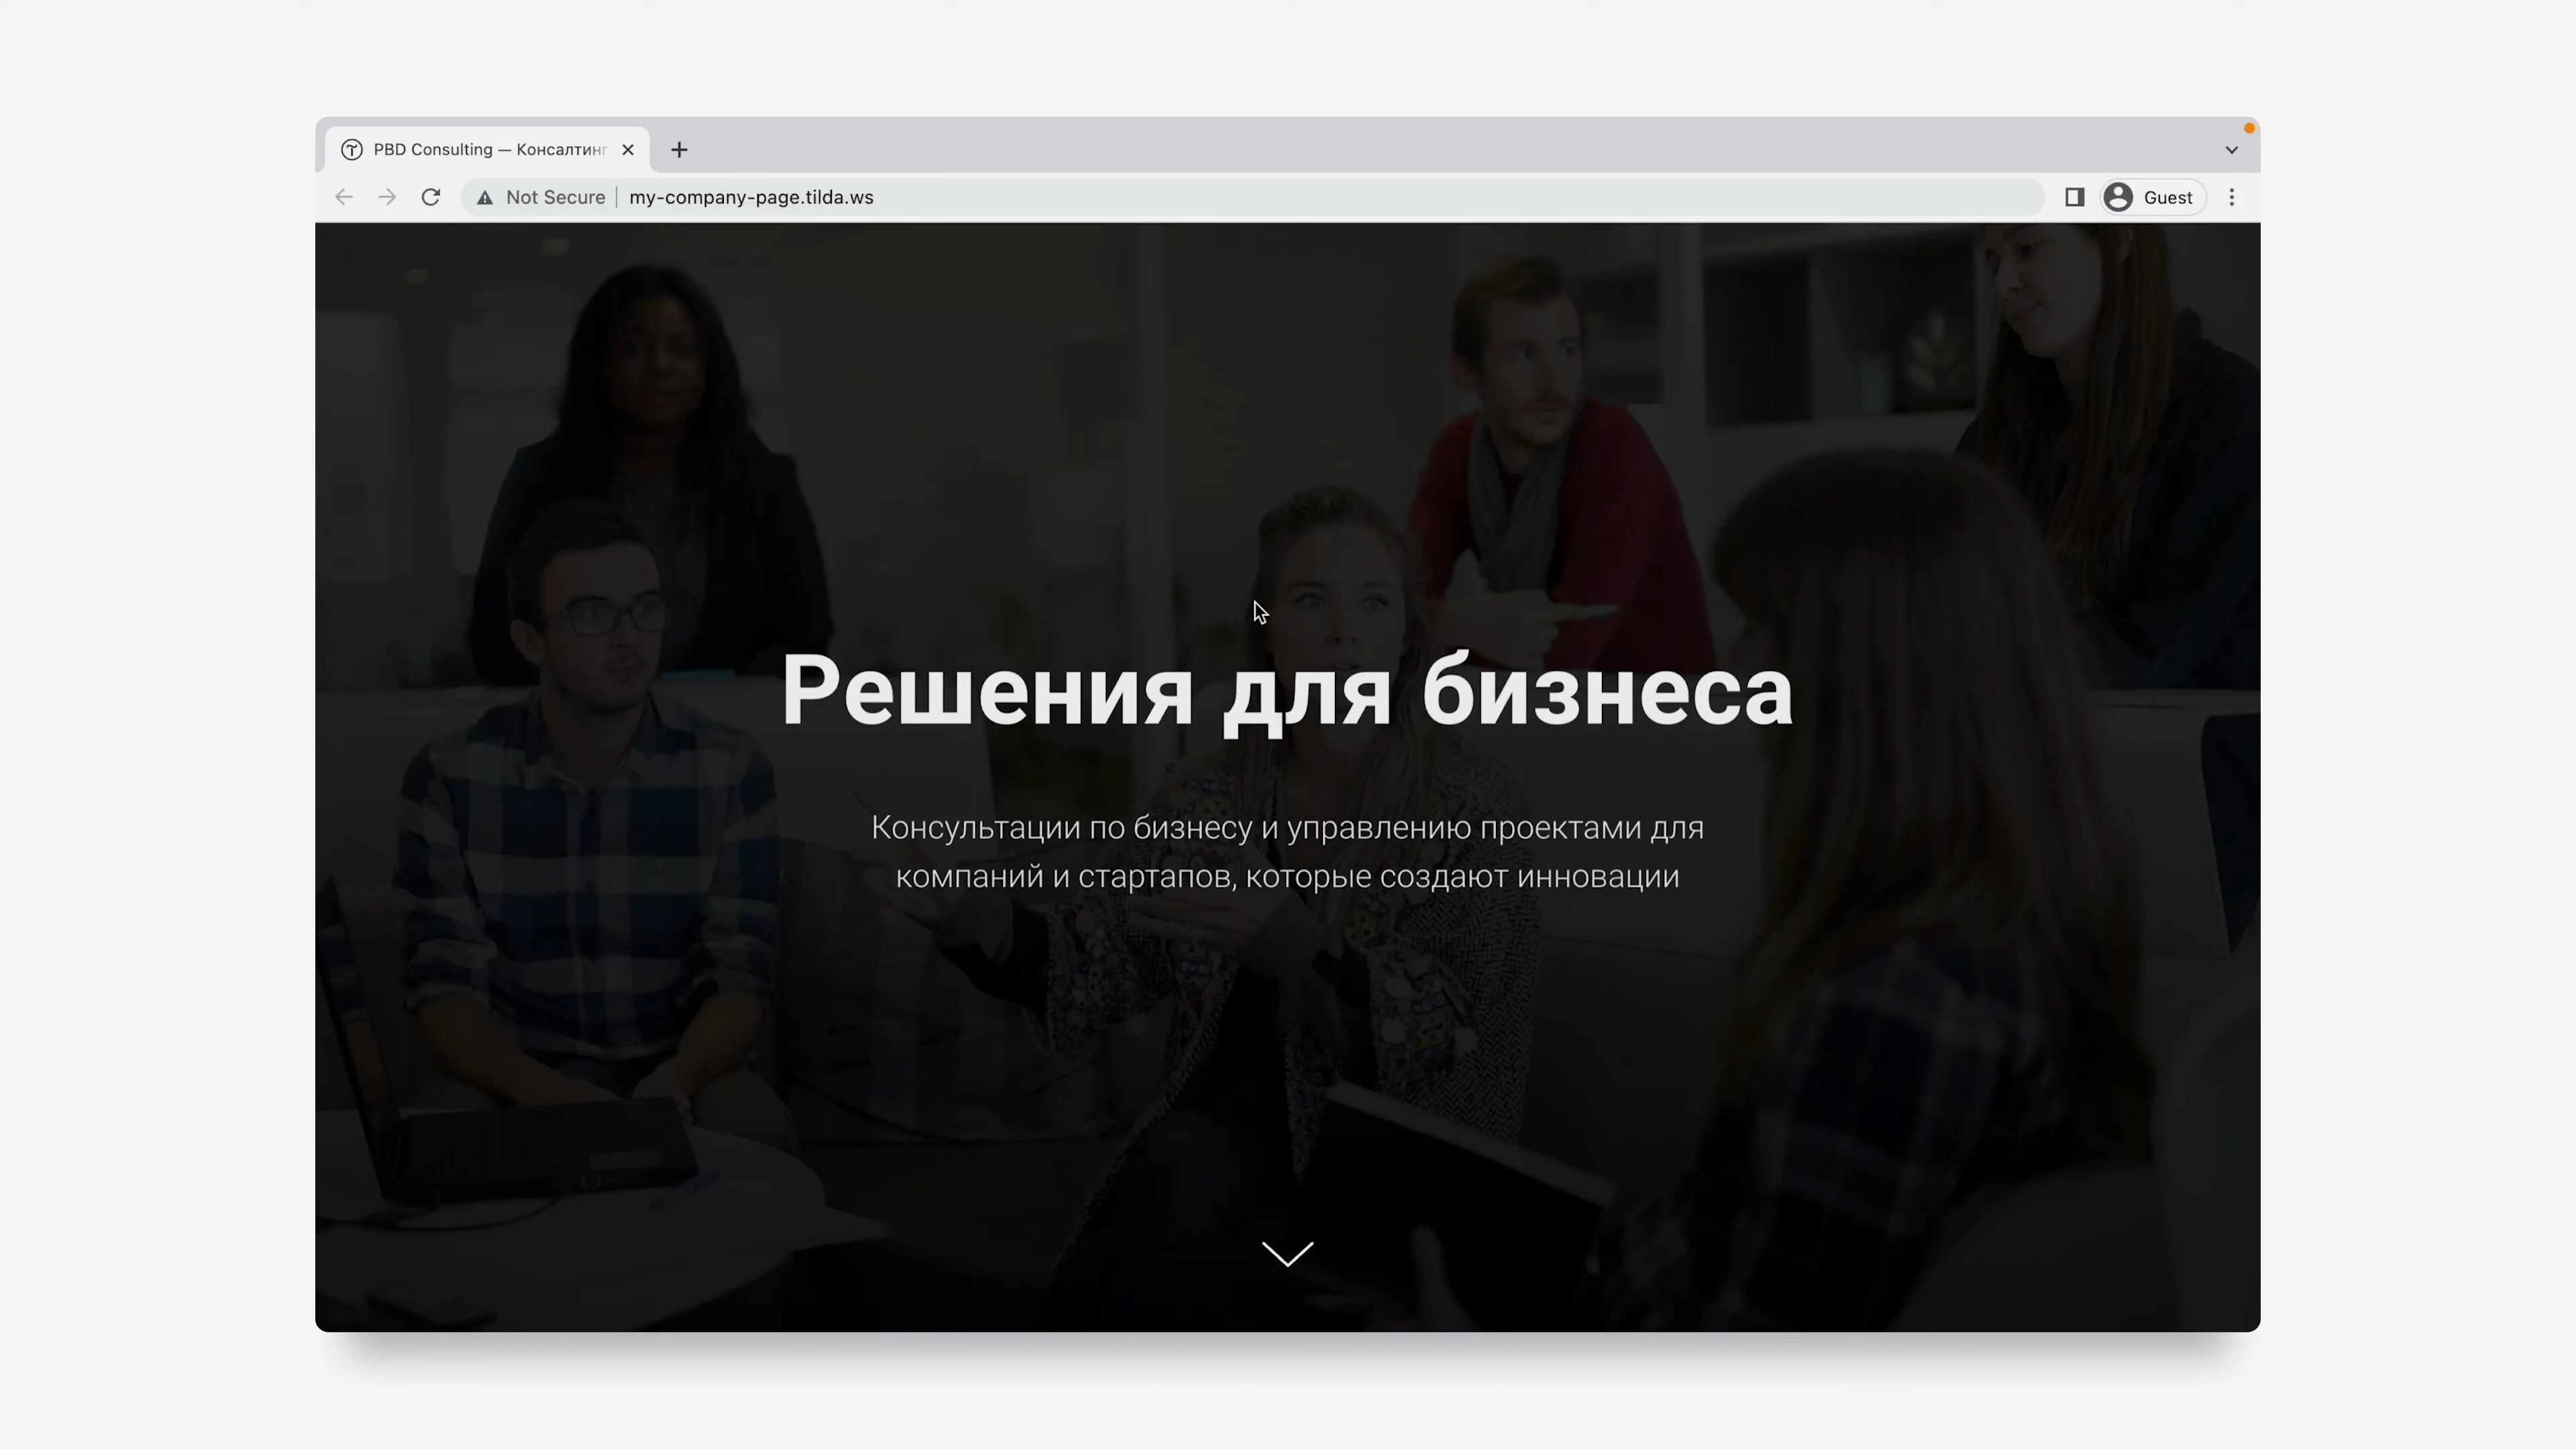 PBD Consulting — Консалтинг
Not Secure
my-company-page.tilda.ws
Guest
Решения для бизнеса
Консультации по бизнесу и управлению проектами для
компаний и стартапов, которые создают инновации